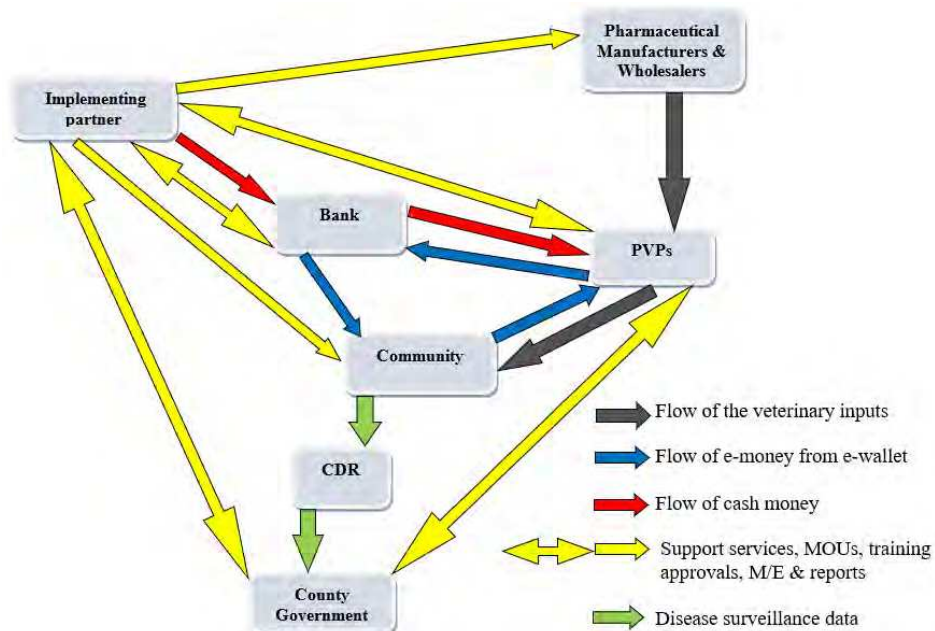 Pharmaceutical
Manufacturers &
Wholesalers
Implementing
partner
Bank
PVPs
Community
CDR
County
Government
Flow of the veterinary inputs
Flow of e-money from e-wallet
Flow of cash money
Support services, MOUs, training
approvals, M/E & reports
Disease surveillance data